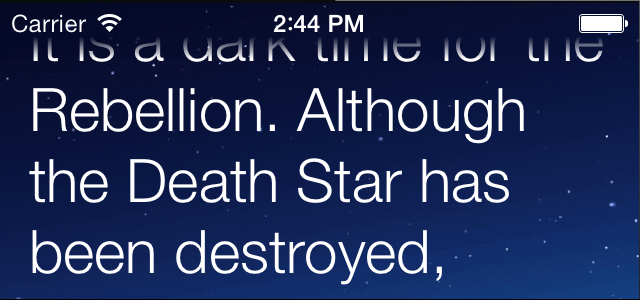 Carrier 2:44 PM
It is a dark time for the
Rebellion. Although
the Death Star has
been destroyed,